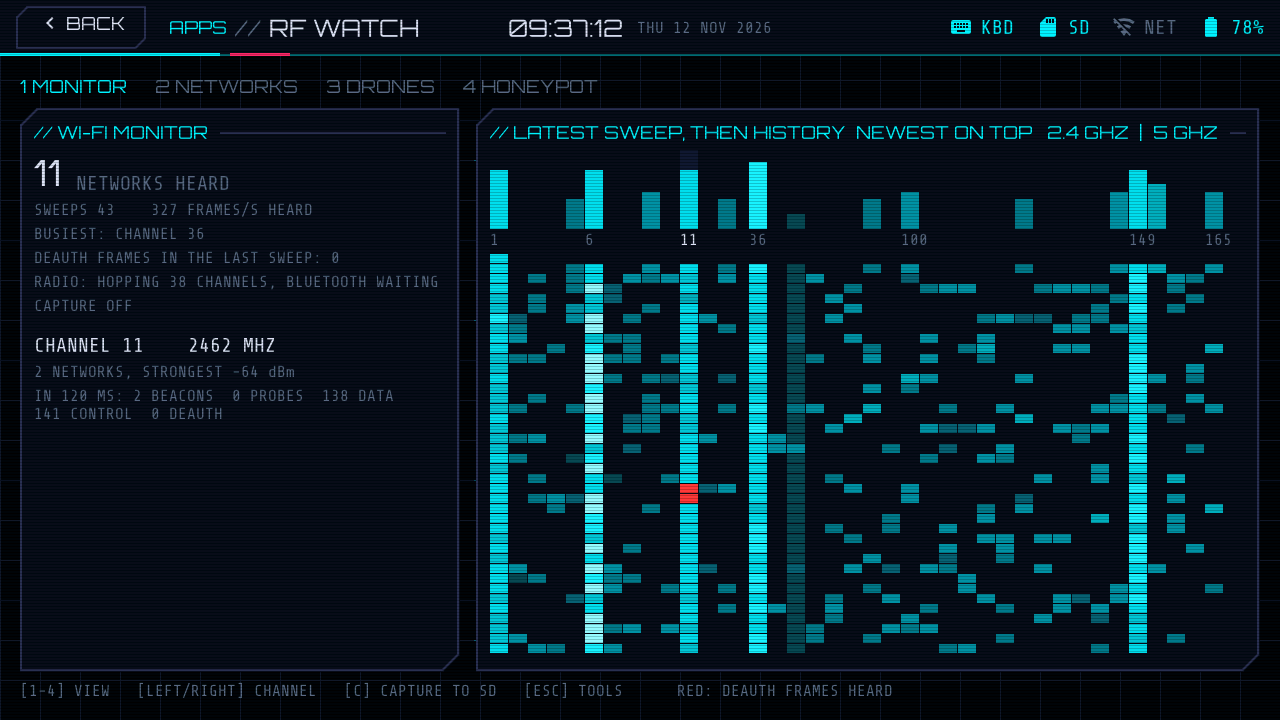 BACK APPS // RF WATCH 09:37:12 THU 12 NOV 2026 KBD SD NET 78%
1 MONITOR 2 NETWORKS 3 DRONES 4 HONEYPOT
// WI-FI MONITOR
11 NETWORKS HEARD
SWEEPS 43 327 FRAMES/S HEARD
BUSIEST: CHANNEL 36
DEAUTH FRAMES IN THE LAST SWEEP: 0
RADIO: HOPPING 38 CHANNELS, BLUETOOTH WAITING
CAPTURE OFF
CHANNEL 11 2462 MHZ
2 NETWORKS, STRONGEST -64 dBm
IN 120 MS: 2 BEACONS 0 PROBES 138 DATA
141 CONTROL 0 DEAUTH
// LATEST SWEEP, THEN HISTORY NEWEST ON TOP 2.4 GHZ | 5 GHZ
1 6 11 36 100 149 165
[1-4] VIEW [LEFT/RIGHT] CHANNEL [C] CAPTURE TO SD [ESC] TOOLS RED: DEAUTH FRAMES HEARD